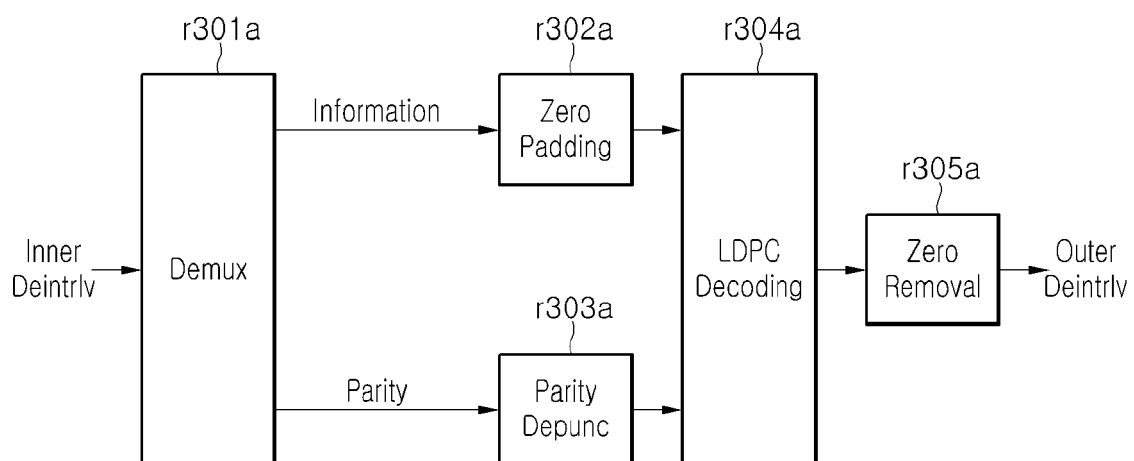 r301a
r302a
r304a
Information
Zero
Padding
r305a
Inner
Deintrlv
Demux
LDPC
Decoding
Zero
Removal
Outer
Deintrlv
r303a
Parity
Parity
Depunc